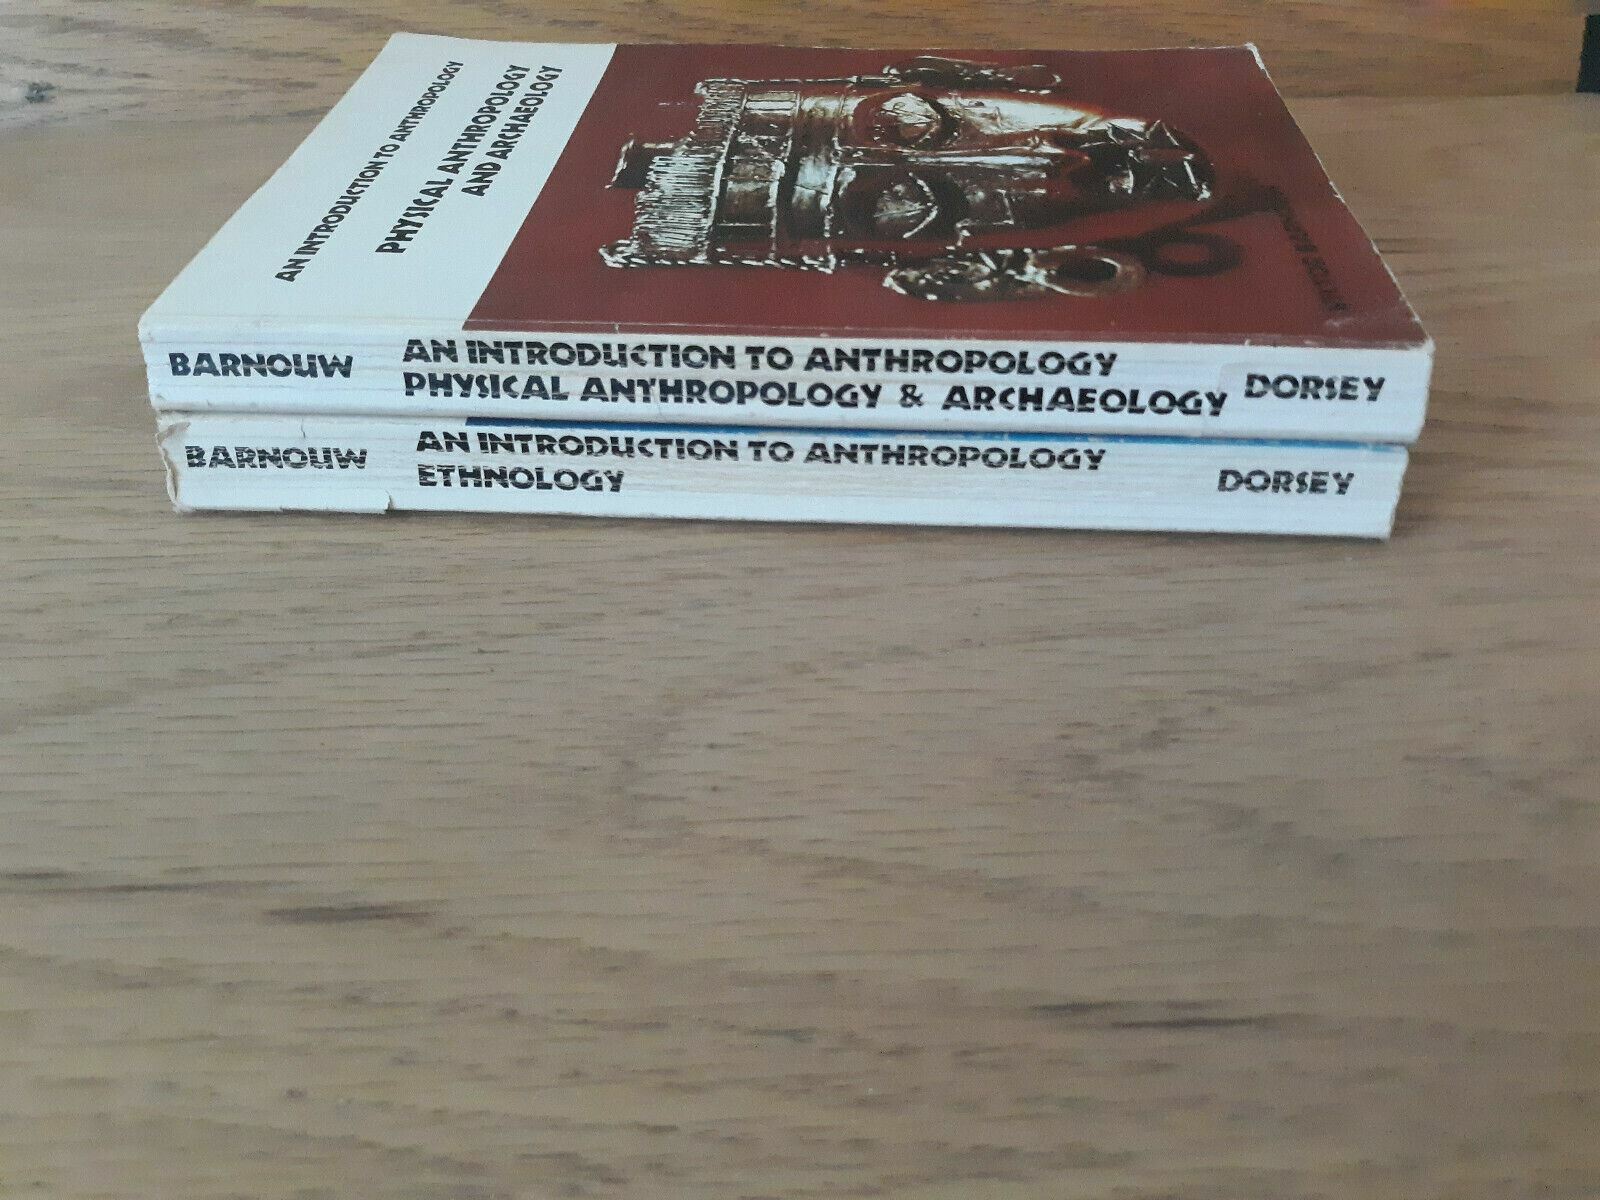 AN INTRODUCTION TO ANTHROPOLOGY
PHYSICAL ANTHROPOLOGY
AND ARCHAEOLOGY
BARNOUW
AN INTRODUCTION TO ANTHROPOLOGY
PHYSICAL ANTHROPOLOGY & ARCHAEOLOGY
DORSEY
BARNOUW
AN INTRODUCTION TO ANTHROPOLOGY
ETHNOLOGY
DORSEY